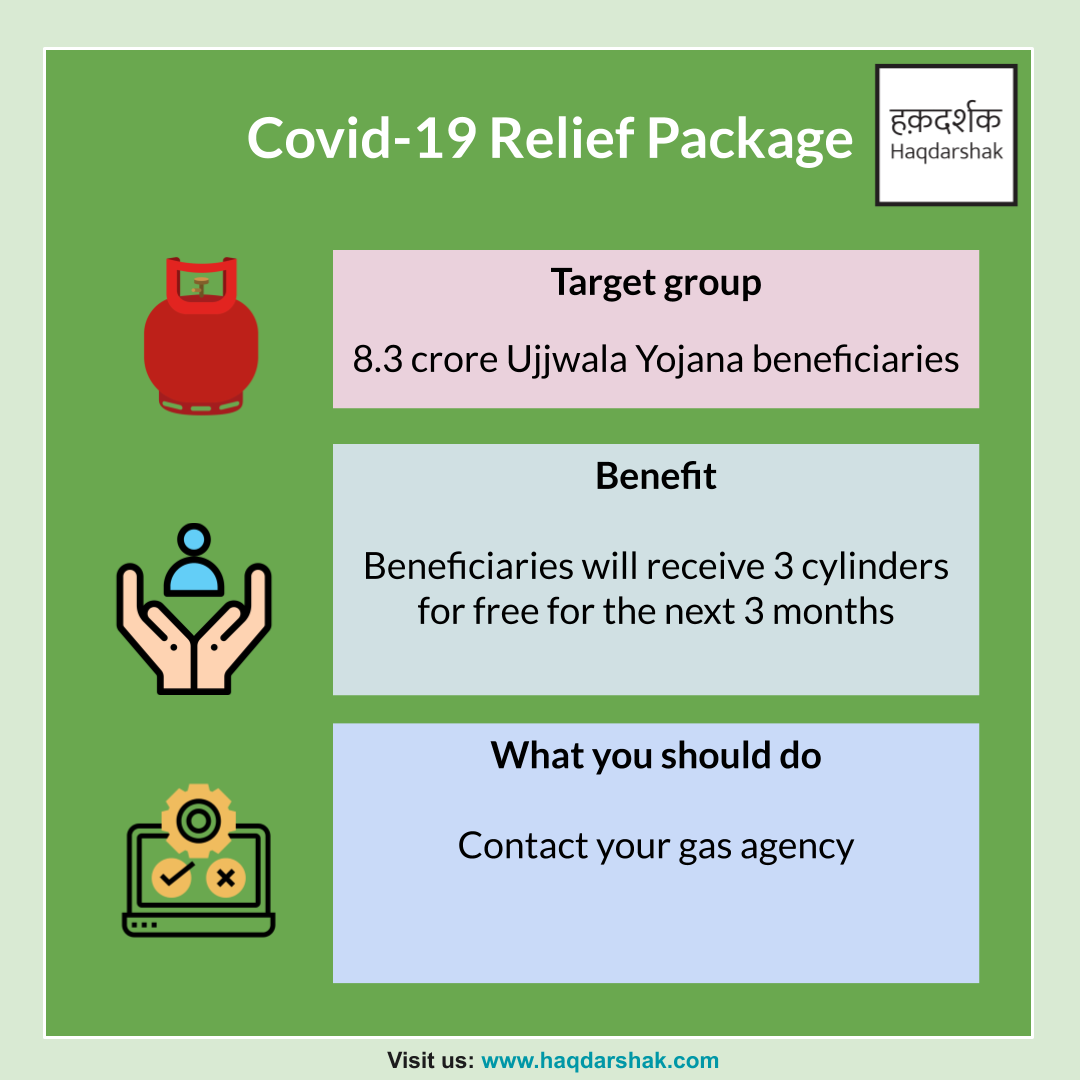 Covid-19 Relief Package
हक़दर्शक
Haqdarshak
Target group
8.3 crore Ujjwala Yojana beneficiaries
Benefit
Beneficiaries will receive 3 cylinders
for free for the next 3 months
What you should do
Contact your gas agency
Visit us: www.haqdarshak.com